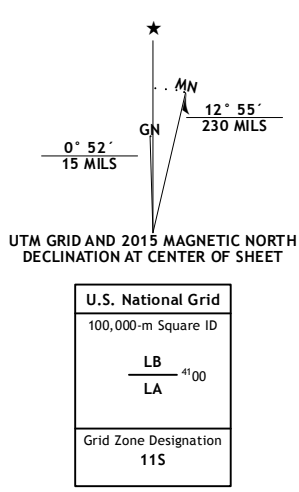 ★
MN
GN
12° 55´
230 MILS
0° 52´
15 MILS
UTM GRID AND 2015 MAGNETIC NORTH
DECLINATION AT CENTER OF SHEET
U.S. National Grid
100,000-m Square ID
LB
4100
LA
Grid Zone Designation
11S